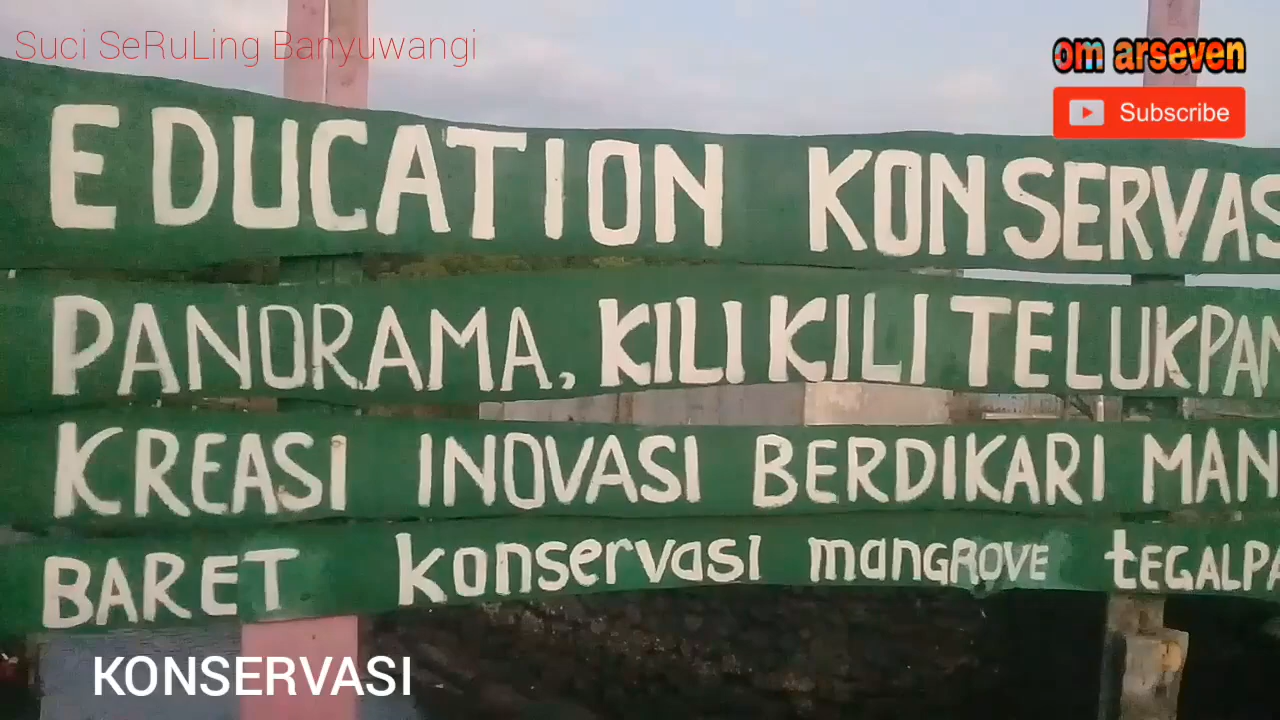 Suci SeRuLing Banyuwangi
om arseven
Subscribe
EDUCATION KONSERVAS
PANORAMA, KILI KILI TELUKPAN
KREASI INOVASI BERDIKARI MAN
BARET konservasi mangROVE tEGALPA
KONSERVASI